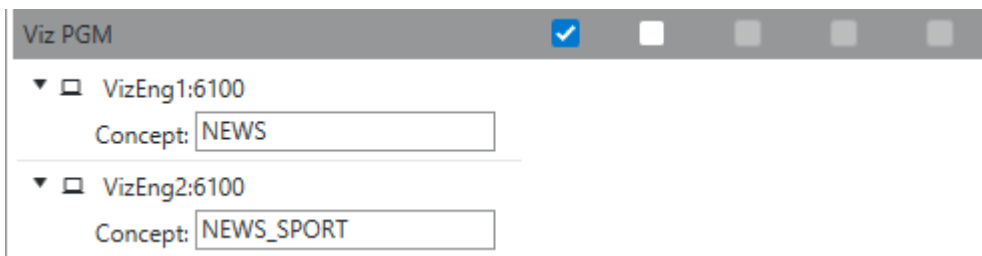 Viz PGM
VizEng1:6100
Concept: NEWS
VizEng2:6100
Concept: NEWS_SPORT